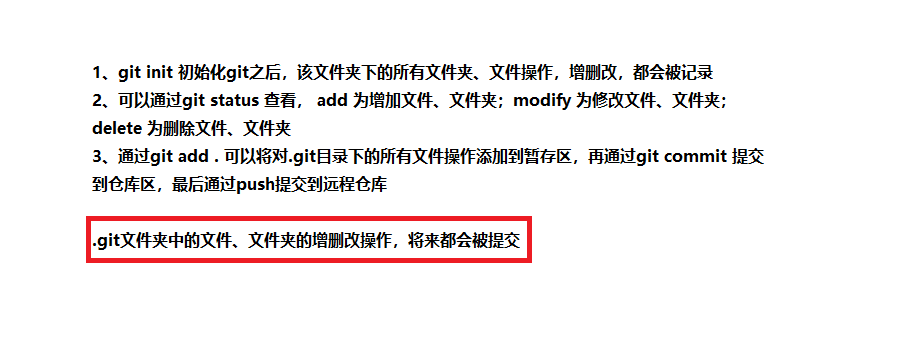 1、git init 初始化git之后，该文件夹下的所有文件夹、文件操作，增删改，都会被记录
2、可以通过git status 查看， add 为增加文件、文件夹；modify 为修改文件、文件夹；
delete 为删除文件、文件夹
3、通过git add . 可以将对.git目录下的所有文件操作添加到暂存区，再通过git commit 提交
到仓库区，最后通过push提交到远程仓库
.git文件夹中的文件、文件夹的增删改操作，将来都会被提交